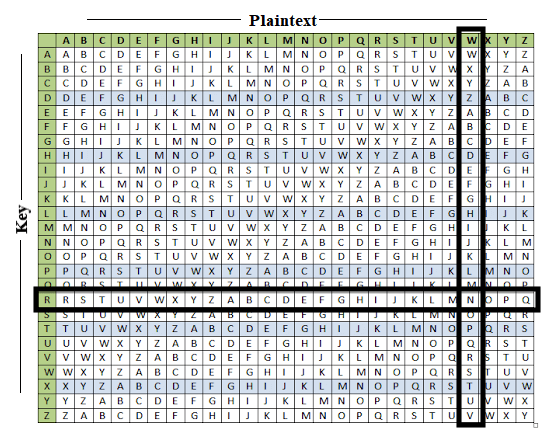 Plaintext
Key
A B C D E F G H I J K L M N O P Q R S T U V W X Y Z
A A B C D E F G H I J K L M N O P Q R S T U V W X Y Z
B B C D E F G H I J K L M N O P Q R S T U V W X Y Z A
C C D E F G H I J K L M N O P Q R S T U V W X Y Z A B
D D E F G H I J K L M N O P Q R S T U V W X Y Z A B C
E E F G H I J K L M N O P Q R S T U V W X Y Z A B C D
F F G H I J K L M N O P Q R S T U V W X Y Z A B C D E
G G H I J K L M N O P Q R S T U V W X Y Z A B C D E F
H H I J K L M N O P Q R S T U V W X Y Z A B C D E F G
I I J K L M N O P Q R S T U V W X Y Z A B C D E F G H
J J K L M N O P Q R S T U V W X Y Z A B C D E F G H I
K K L M N O P Q R S T U V W X Y Z A B C D E F G H I J
L L M N O P Q R S T U V W X Y Z A B C D E F G H I J K
M M N O P Q R S T U V W X Y Z A B C D E F G H I J K L
N N O P Q R S T U V W X Y Z A B C D E F G H I J K L M
O O P Q R S T U V W X Y Z A B C D E F G H I J K L M N
P P Q R S T U V W X Y Z A B C D E F G H I J K L M N O
Q Q R S T U V W X Y Z A B C D E F G H I J K L M N O P
R R S T U V W X Y Z A B C D E F G H I J K L M N O P Q
S S T U V W X Y Z A B C D E F G H I J K L M N O P Q R
T T U V W X Y Z A B C D E F G H I J K L M N O P Q R S
U U V W X Y Z A B C D E F G H I J K L M N O P Q R S T
V V W X Y Z A B C D E F G H I J K L M N O P Q R S T U
W W X Y Z A B C D E F G H I J K L M N O P Q R S T U V
X X Y Z A B C D E F G H I J K L M N O P Q R S T U V W
Y Y Z A B C D E F G H I J K L M N O P Q R S T U V W X
Z Z A B C D E F G H I J K L M N O P Q R S T U V W X Y